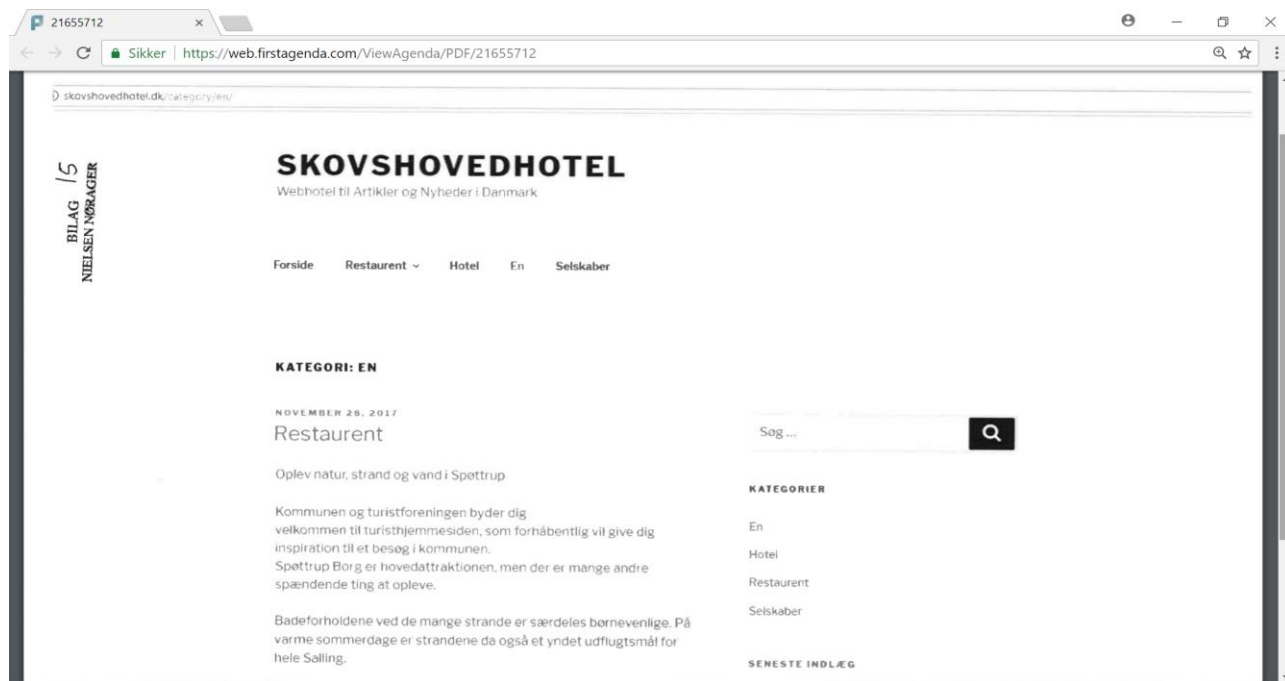 21655712
Sikker | https://web.firstagenda.com/ViewAgenda/PDF/21655712
skovshovedhotel.dk/category/en/
BILAG 15
NIELSEN NØRAGER
SKOVSHOVEDHOTEL
Webhotel til Artikler og Nyheder i Danmark
Forside Restaurent Hotel En Selskaber
KATEGORI: EN
NOVEMBER 28, 2017
Restaurent
Oplev natur, strand og vand i Spøttrup
Kommunen og turistforeningen byder dig
velkommen til turisthjemmesiden, som forhåbentlig vil give dig
inspiration til et besøg i kommunen.
Spøttrup Borg er hovedattraktionen, men der er mange andre
spændende ting at opleve.
Badeforholdene ved de mange strande er særdeles børnevenlige. På
varme sommerdage er strandene da også et yndet udflugtsmål for
hele Salling.
Søg ...
KATEGORIER
En
Hotel
Restaurent
Selskaber
SENESTE INDLÆG